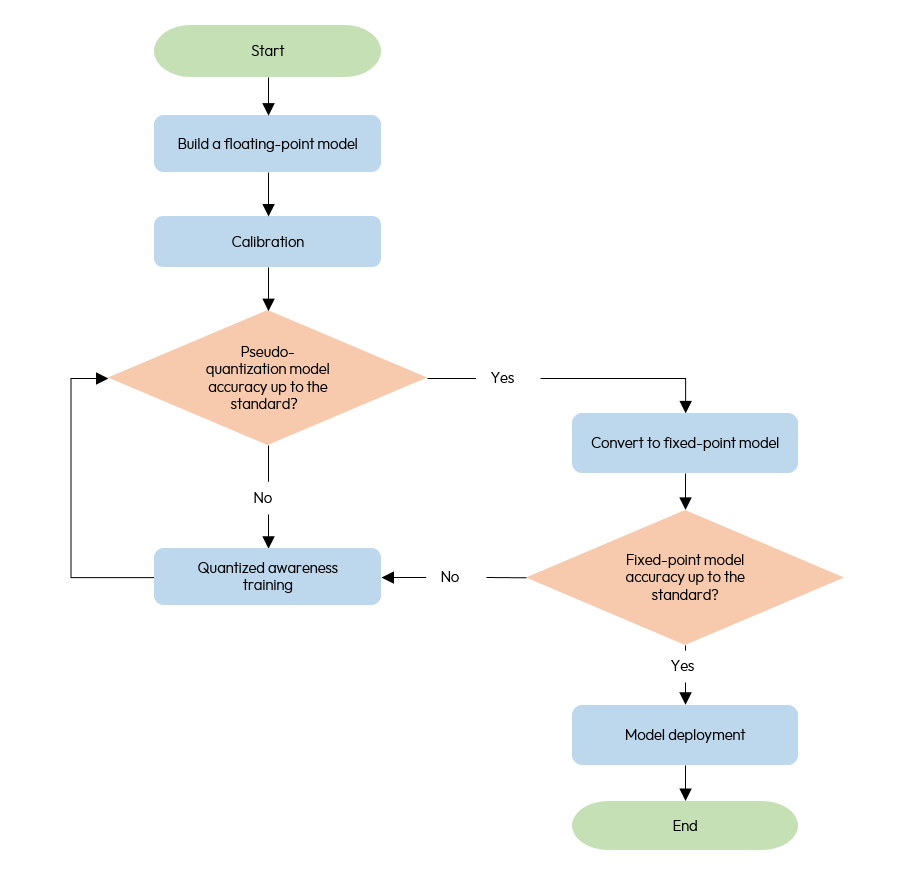 Start
Build a floating-point model
Calibration
Pseudo-
quantization model
accuracy up to the
standard?
Yes
Convert to fixed-point model
No
Quantized awareness
training
No
Fixed-point model
accuracy up to the
standard?
Yes
Model deployment
End